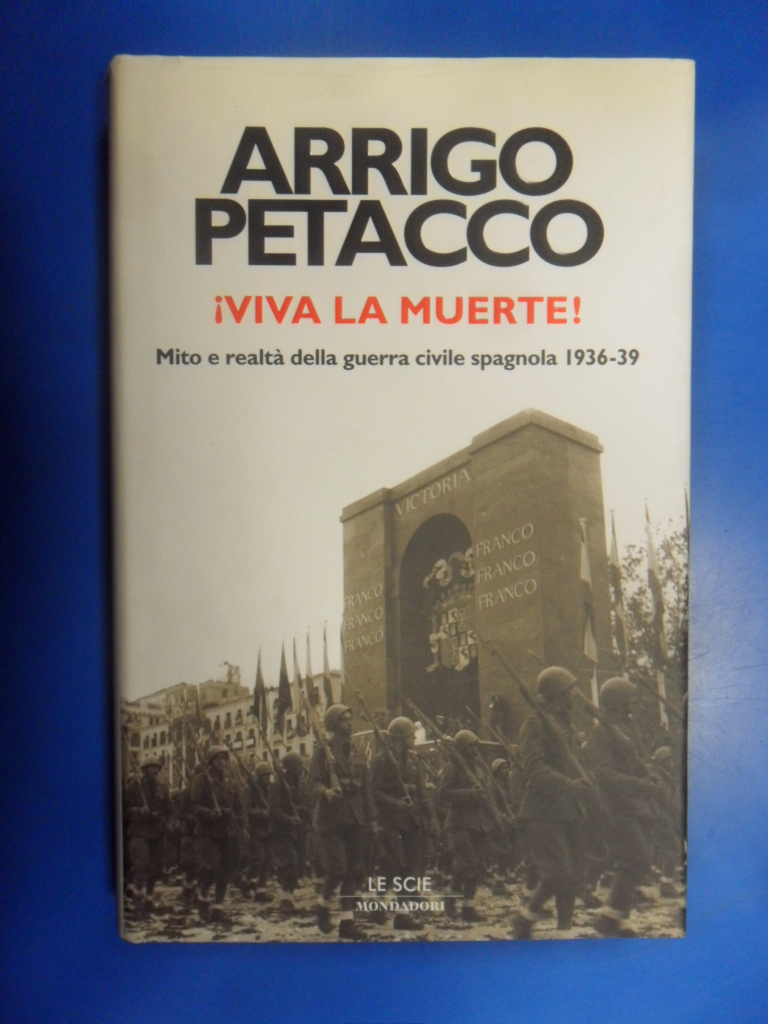 ARRIGO
PETACCO
¡VIVA LA MUERTE!
Mito e realtà della guerra civile spagnola 1936-39
VICTORIA
FRANCO
FRANCO
FRANCO
FRANCO
FRANCO
FRANCO
LE SCIE
MONDADORI